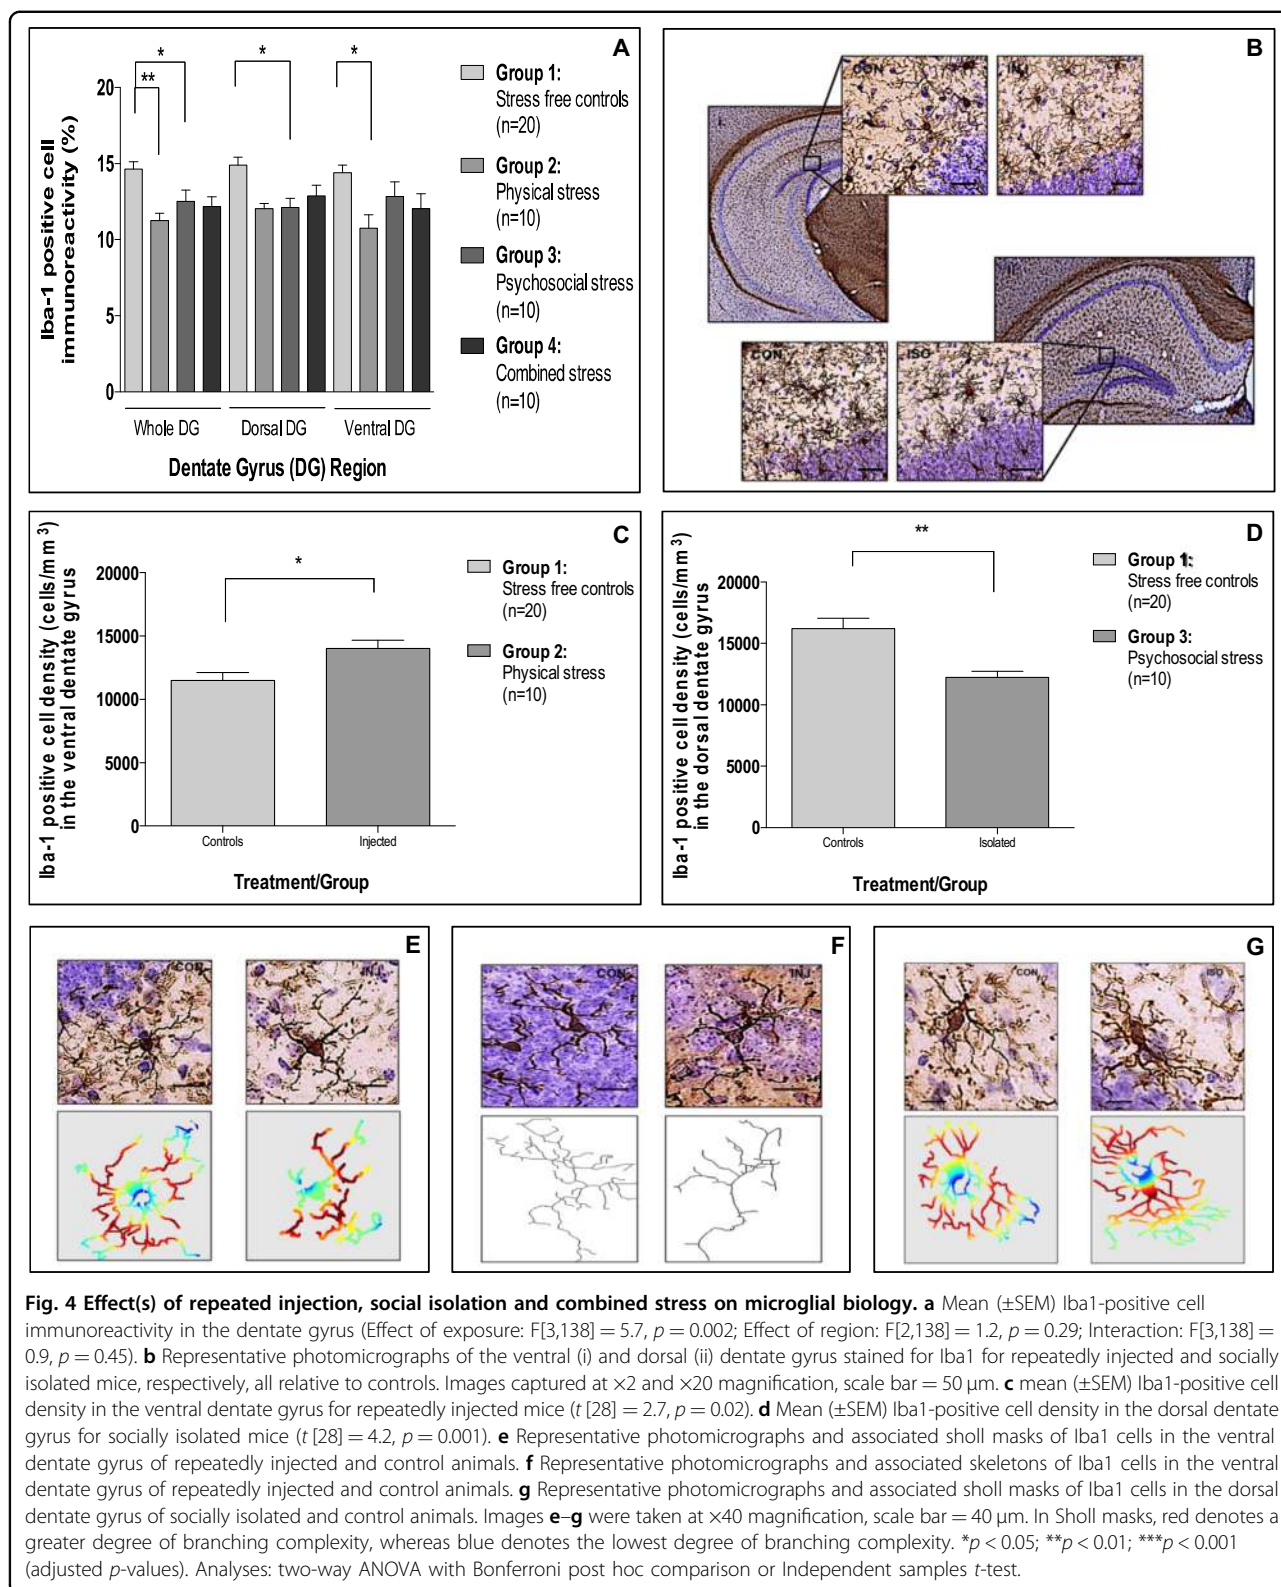 A
Iba-1 positive cell
immunoreactivity (%)
20
15
10
5
0
**
*
*
*
Whole DG
Dorsal DG
Ventral DG
Dentate Gyrus (DG) Region
Group 1:
Stress free controls
(n=20)
Group 2:
Physical stress
(n=10)
Group 3:
Psychosocial stress
(n=10)
Group 4:
Combined stress
(n=10)
B
i
CON
INJ
ii
CON
ISO
C
Iba-1 positive cell density (cells/mm³)
in the ventral dentate gyrus
20000
15000
10000
5000
0
*
Controls
Injected
Treatment/Group
Group 1:
Stress free controls
(n=20)
Group 2:
Physical stress
(n=10)
D
Iba-1 positive cell density (cells/mm³)
in the dorsal dentate gyrus
20000
15000
10000
5000
0
**
Controls
Isolated
Treatment/Group
Group 1:
Stress free controls
(n=20)
Group 3:
Psychosocial stress
(n=10)
E
CON
INJ
F
CON
INJ
G
CON
ISO
Fig. 4 Effect(s) of repeated injection, social isolation and combined stress on microglial biology. a Mean (±SEM) Iba1-positive cell
immunoreactivity in the dentate gyrus (Effect of exposure: F[3,138] = 5.7, p = 0.002; Effect of region: F[2,138] = 1.2, p = 0.29; Interaction: F[3,138] =
0.9, p = 0.45). b Representative photomicrographs of the ventral (i) and dorsal (ii) dentate gyrus stained for Iba1 for repeatedly injected and socially
isolated mice, respectively, all relative to controls. Images captured at ×2 and ×20 magnification, scale bar = 50 µm. c mean (±SEM) Iba1-positive cell
density in the ventral dentate gyrus for repeatedly injected mice (t [28] = 2.7, p = 0.02). d Mean (±SEM) Iba1-positive cell density in the dorsal dentate
gyrus for socially isolated mice (t [28] = 4.2, p = 0.001). e Representative photomicrographs and associated sholl masks of Iba1 cells in the ventral
dentate gyrus of repeatedly injected and control animals. f Representative photomicrographs and associated skeletons of Iba1 cells in the ventral
dentate gyrus of repeatedly injected and control animals. g Representative photomicrographs and associated sholl masks of Iba1 cells in the dorsal
dentate gyrus of socially isolated and control animals. Images e–g were taken at ×40 magnification, scale bar = 40 µm. In Sholl masks, red denotes a
greater degree of branching complexity, whereas blue denotes the lowest degree of branching complexity. *p < 0.05; **p < 0.01; ***p < 0.001
(adjusted p-values). Analyses: two-way ANOVA with Bonferroni post hoc comparison or Independent samples t-test.